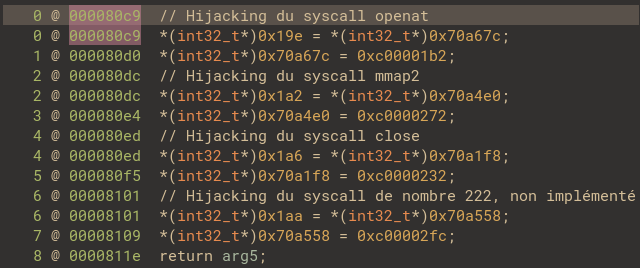 0 @ 000080c9 // Hijacking du syscall openat
0 @ 000080c9 *(int32_t*)0x19e = *(int32_t*)0x70a67c;
1 @ 000080d0 *(int32_t*)0x70a67c = 0xc00001b2;
2 @ 000080dc // Hijacking du syscall mmap2
2 @ 000080dc *(int32_t*)0x1a2 = *(int32_t*)0x70a4e0;
3 @ 000080e4 *(int32_t*)0x70a4e0 = 0xc0000272;
4 @ 000080ed // Hijacking du syscall close
4 @ 000080ed *(int32_t*)0x1a6 = *(int32_t*)0x70a1f8;
5 @ 000080f5 *(int32_t*)0x70a1f8 = 0xc0000232;
6 @ 00008101 // Hijacking du syscall de nombre 222, non implémenté
6 @ 00008101 *(int32_t*)0x1aa = *(int32_t*)0x70a558;
7 @ 00008109 *(int32_t*)0x70a558 = 0xc00002fc;
8 @ 0000811e return arg5;